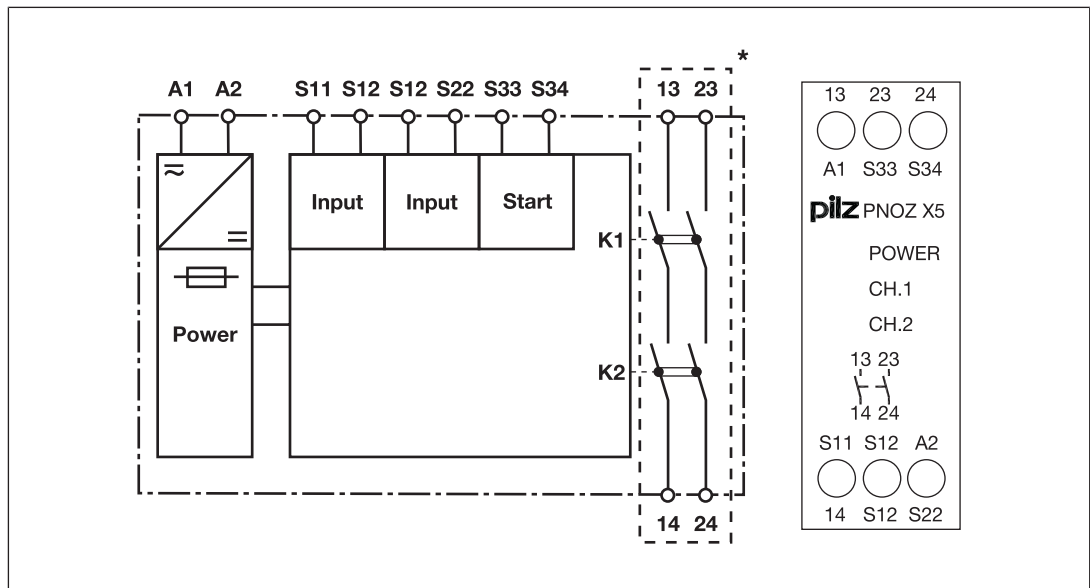 *
A1 A2 S11 S12 S12 S22 S33 S34 13 23
Input Input Start
K1
Power
K2
14 24
13 23 24
A1 S33 S34
pilz PNOZ X5
POWER
CH.1
CH.2
13 23
14 24
S11 S12 A2
14 S12 S22